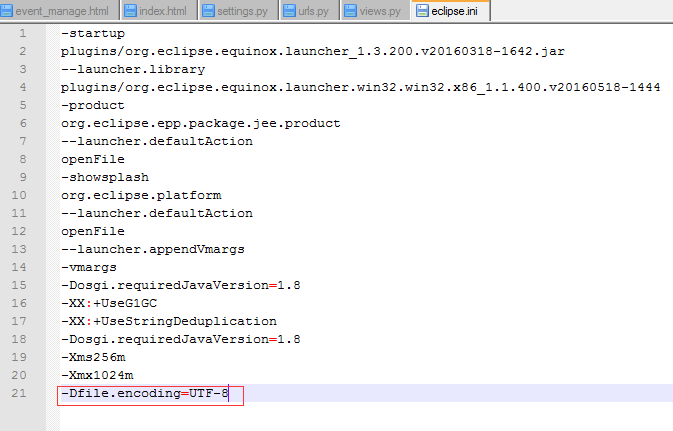 event_manage.html index.html settings.py urls.py views.py eclipse.ini
1 -startup
2 plugins/org.eclipse.equinox.launcher_1.3.200.v20160318-1642.jar
3 --launcher.library
4 plugins/org.eclipse.equinox.launcher.win32.win32.x86_1.1.400.v20160518-1444
5 -product
6 org.eclipse.epp.package.jee.product
7 --launcher.defaultAction
8 openFile
9 -showsplash
10 org.eclipse.platform
11 --launcher.defaultAction
12 openFile
13 --launcher.appendVmargs
14 -vmargs
15 -Dosgi.requiredJavaVersion=1.8
16 -XX:+UseG1GC
17 -XX:+UseStringDeduplication
18 -Dosgi.requiredJavaVersion=1.8
19 -Xms256m
20 -Xmx1024m
21 -Dfile.encoding=UTF-8